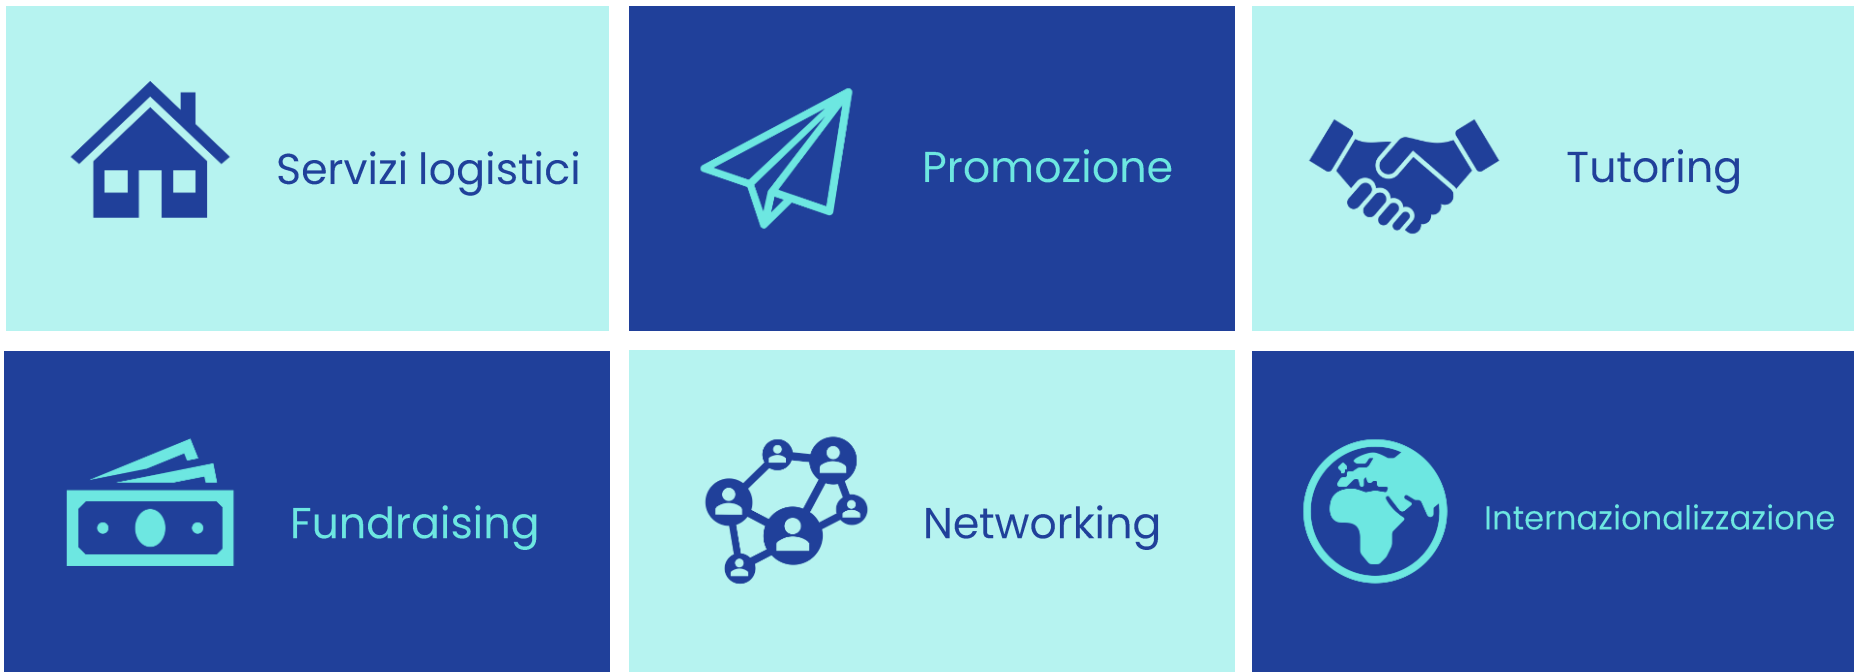 Servizi logistici
Promozione
Tutoring
Fundraising
Networking
Internazionalizzazione